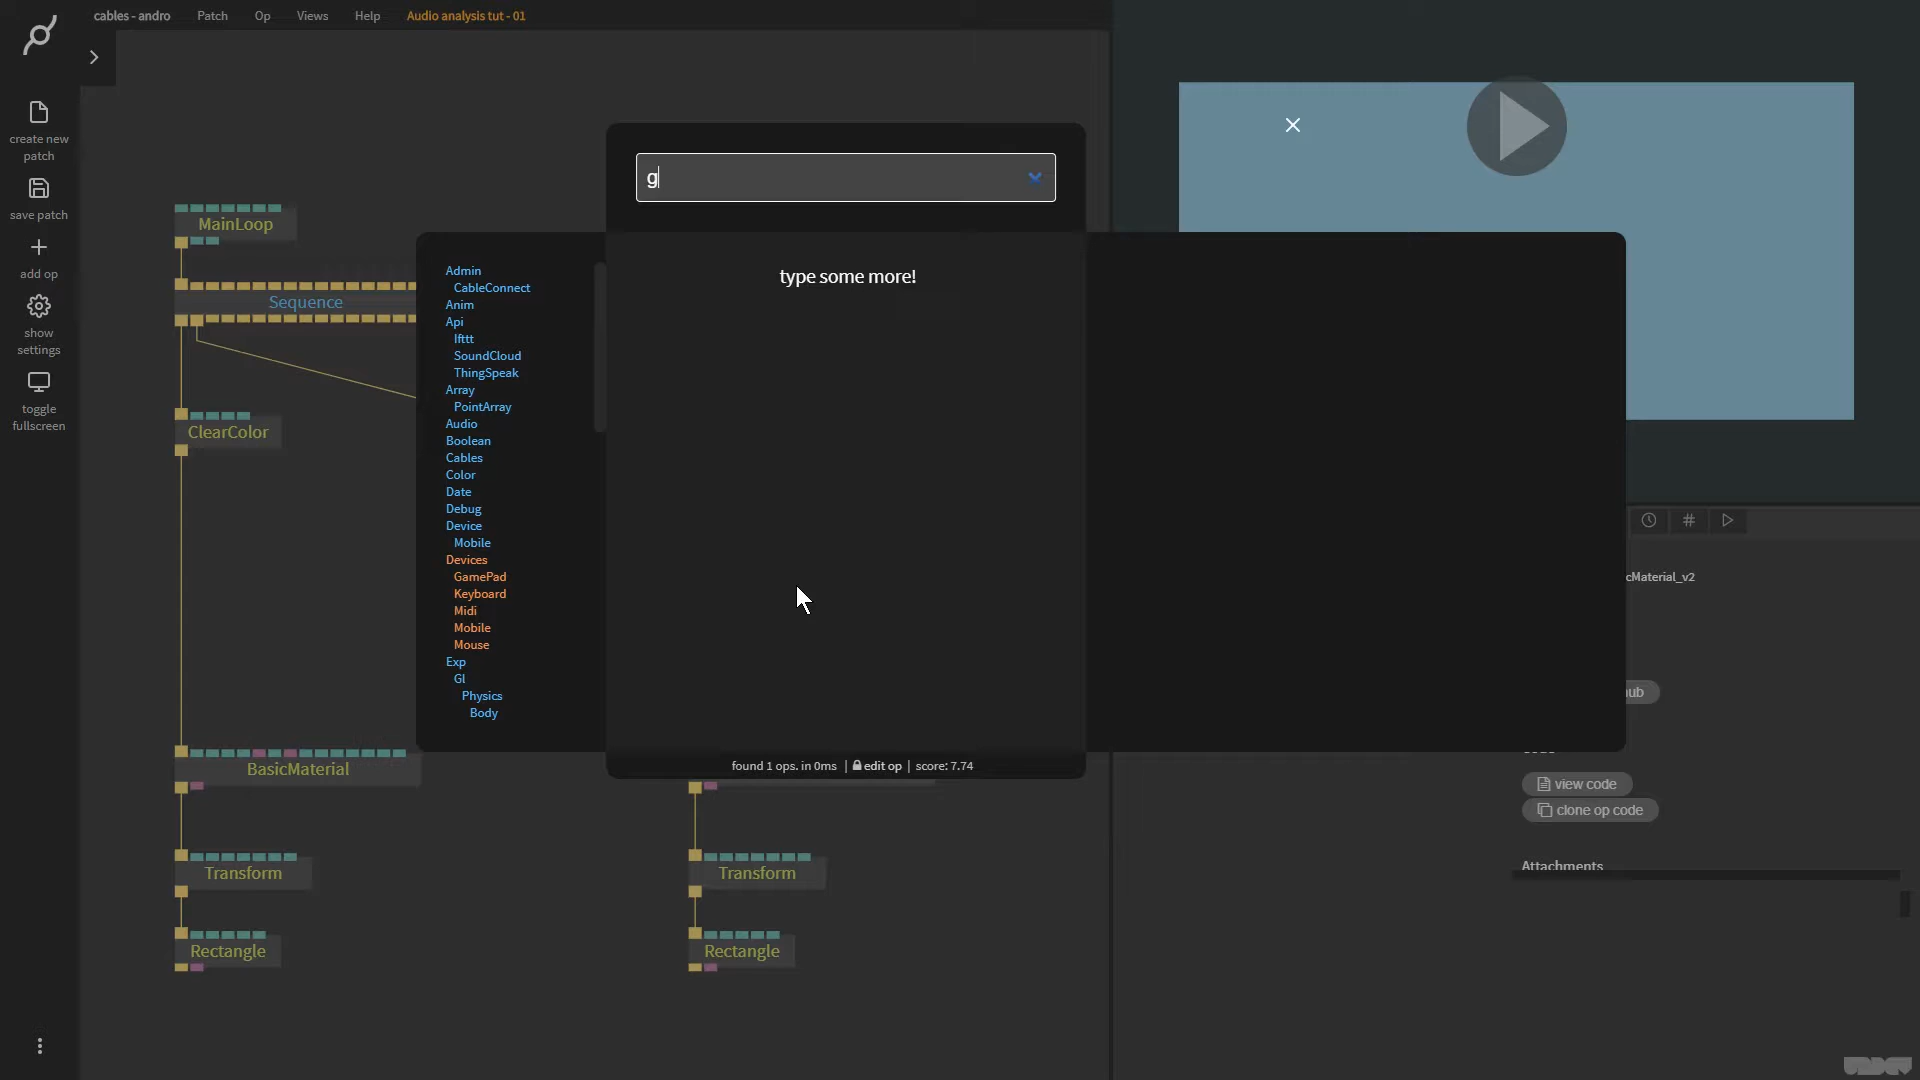 cables - andro
Patch
Op
Views
Help
Audio analysis tut - 01
create new
patch
save patch
add op
show
settings
toggle
fullscreen
MainLoop
Sequence
ClearColor
BasicMaterial
Transform
Rectangle
Transform
Rectangle
g
type some more!
Admin
CableConnect
Anim
Api
Ifttt
SoundCloud
ThingSpeak
Array
PointArray
Audio
Boolean
Cables
Color
Date
Debug
Device
Mobile
Devices
GamePad
Keyboard
Midi
Mobile
Mouse
Exp
Gl
Physics
Body
found 1 ops. in 0ms | edit op | score: 7.74
#
cMaterial_v2
ub
view code
clone op code
Attachments